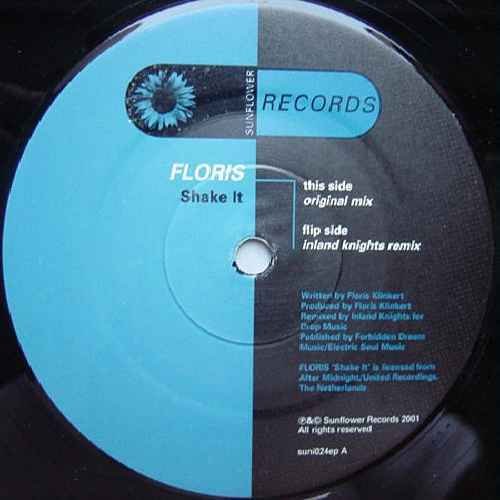 SUNFLOWER
RECORDS
FLORIS
Shake It
this side
original mix
flip side
inland knights remix
Written by Floris Klinkert
Produced by Floris Klinkert
Remixed by Inland Knights for
Drop Music
Published by Forbidden Dream
Music/Electric Soul Music
FLORIS 'Shake It' is licensed from
After Midnight/United Recordings,
The Netherlands
℗&© Sunflower Records 2001
All rights reserved
sun024ep A